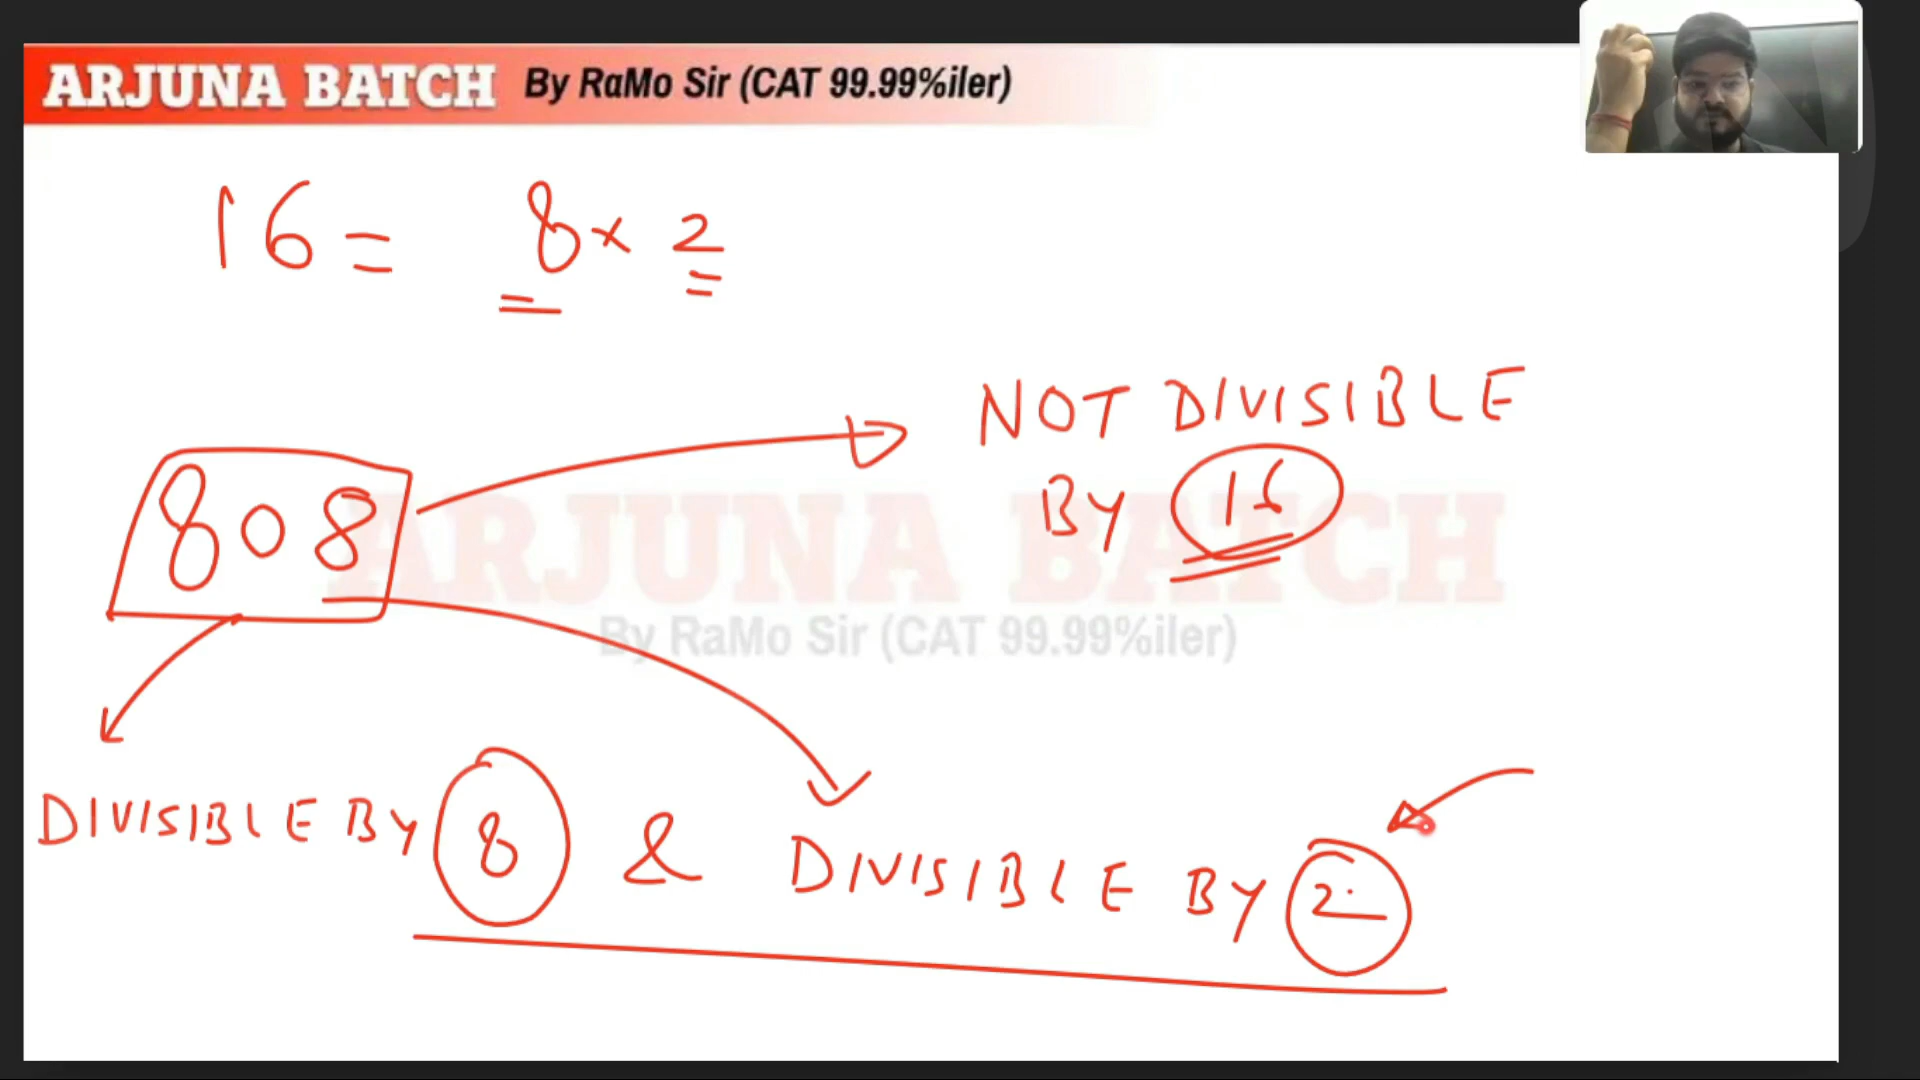 ARJUNA BATCH By RaMo Sir (CAT 99.99%iler)
16 = 8 × 2
NOT DIVISIBLE
BY 16
808
ARJUNA BATCH
By RaMo Sir (CAT 99.99%iler)
DIVISIBLE BY 8 & DIVISIBLE BY 2